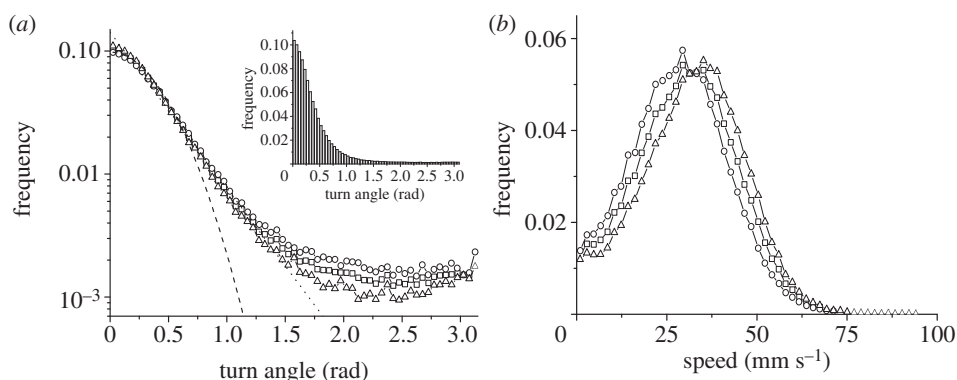 (a)
0.10
0.01
10⁻³
frequency
0 0.5 1.0 1.5 2.0 2.5 3.0
turn angle (rad)
0.10
0.08
0.06
0.04
0.02
frequency
0 0.5 1.0 1.5 2.0 2.5 3.0
turn angle (rad)
(b)
0.06
0.04
0.02
0
frequency
25 50 75 100
speed (mm s⁻¹)